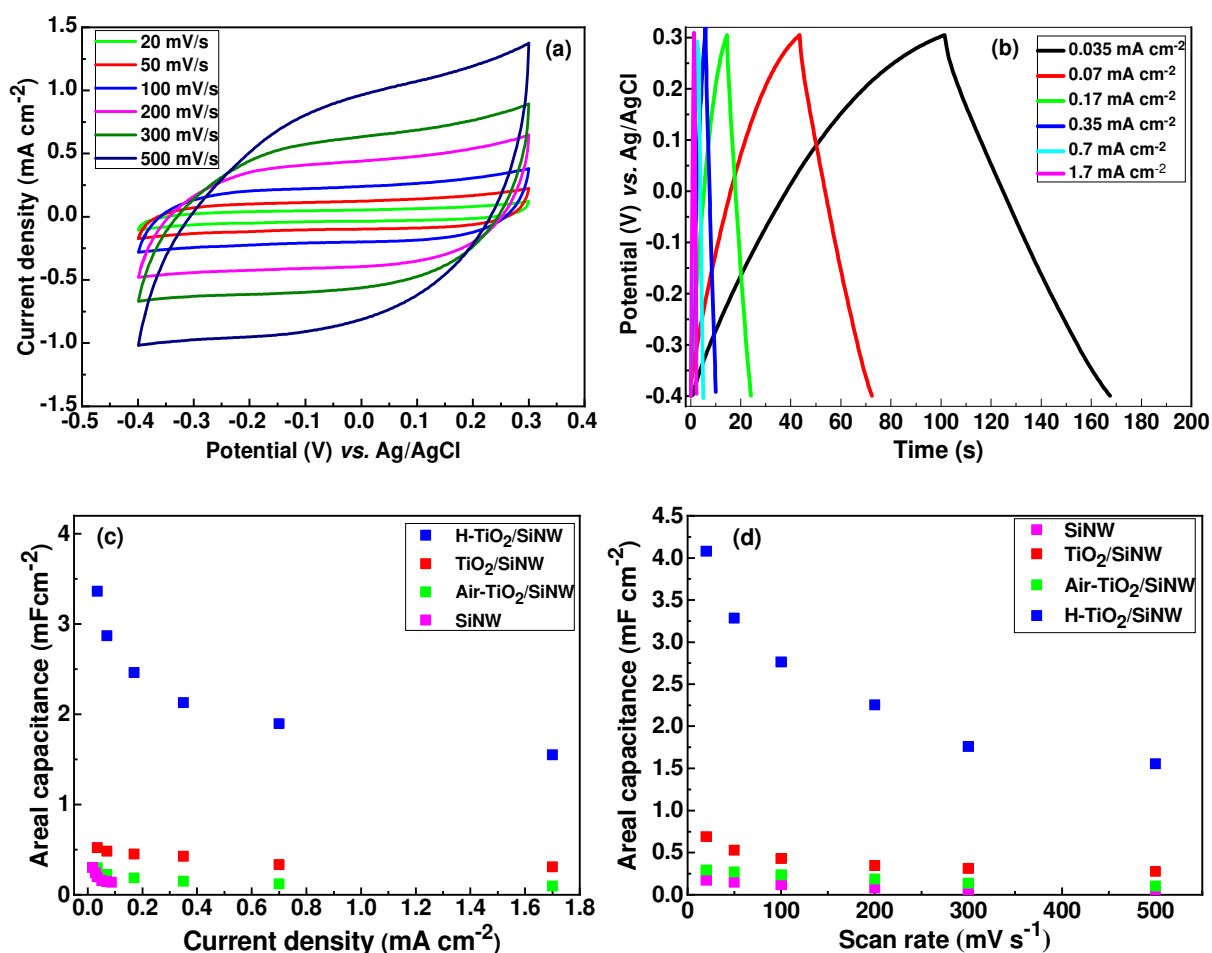 (a)
20 mV/s
50 mV/s
100 mV/s
200 mV/s
300 mV/s
500 mV/s
1.5
1.0
0.5
0.0
-0.5
-1.0
-1.5
Current density (mA cm⁻²)
-0.5 -0.4 -0.3 -0.2 -0.1 0.0 0.1 0.2 0.3 0.4
Potential (V) vs. Ag/AgCl
(b)
0.035 mA cm⁻²
0.07 mA cm⁻²
0.17 mA cm⁻²
0.35 mA cm⁻²
0.7 mA cm⁻²
1.7 mA cm⁻²
0.3
0.2
0.1
0.0
-0.1
-0.2
-0.3
-0.4
Potential (V) vs. Ag/AgCl
0 20 40 60 80 100 120 140 160 180 200
Time (s)
(c)
H-TiO₂/SiNW
TiO₂/SiNW
Air-TiO₂/SiNW
SiNW
4
3
2
1
0
Areal capacitance (mFcm⁻²)
0.0 0.2 0.4 0.6 0.8 1.0 1.2 1.4 1.6 1.8
Current density (mA cm⁻²)
(d)
SiNW
TiO₂/SiNW
Air-TiO₂/SiNW
H-TiO₂/SiNW
4.5
4.0
3.5
3.0
2.5
2.0
1.5
1.0
0.5
0.0
Areal capacitance (mF cm⁻²)
0 100 200 300 400 500
Scan rate (mV s⁻¹)